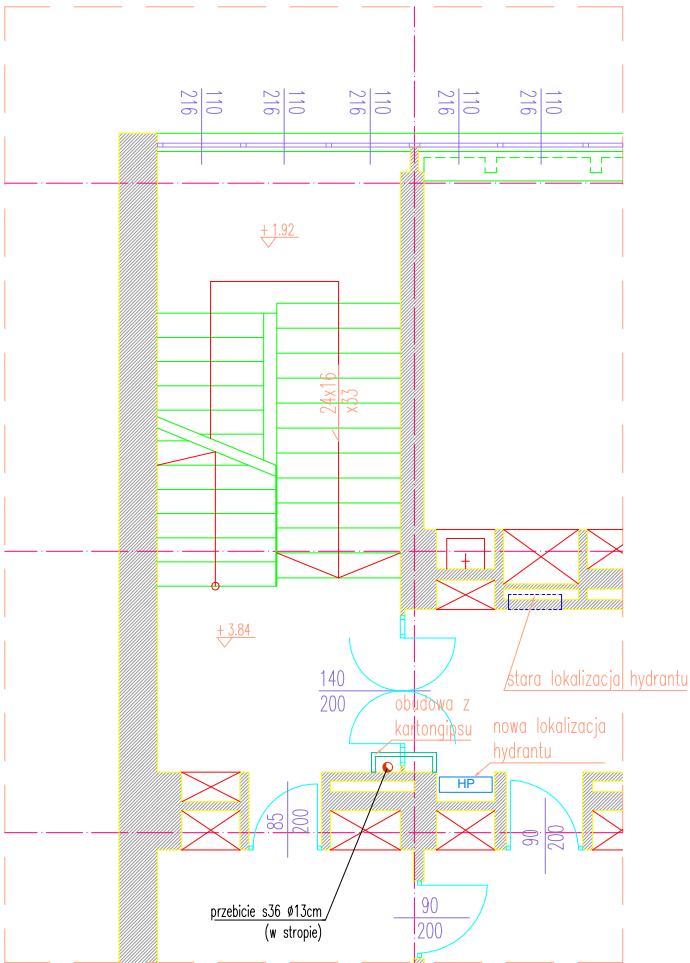 110
216
110
216
110
216
110
216
110
216
+ 1.92
24x16
x33
+ 3.84
140
200
stara lokalizacja hydrantu
obudowa z
kartongipsu
nowa lokalizacja
hydrantu
HP
85
200
90
200
przebicie s36 ø13cm
(w stropie)
90
200